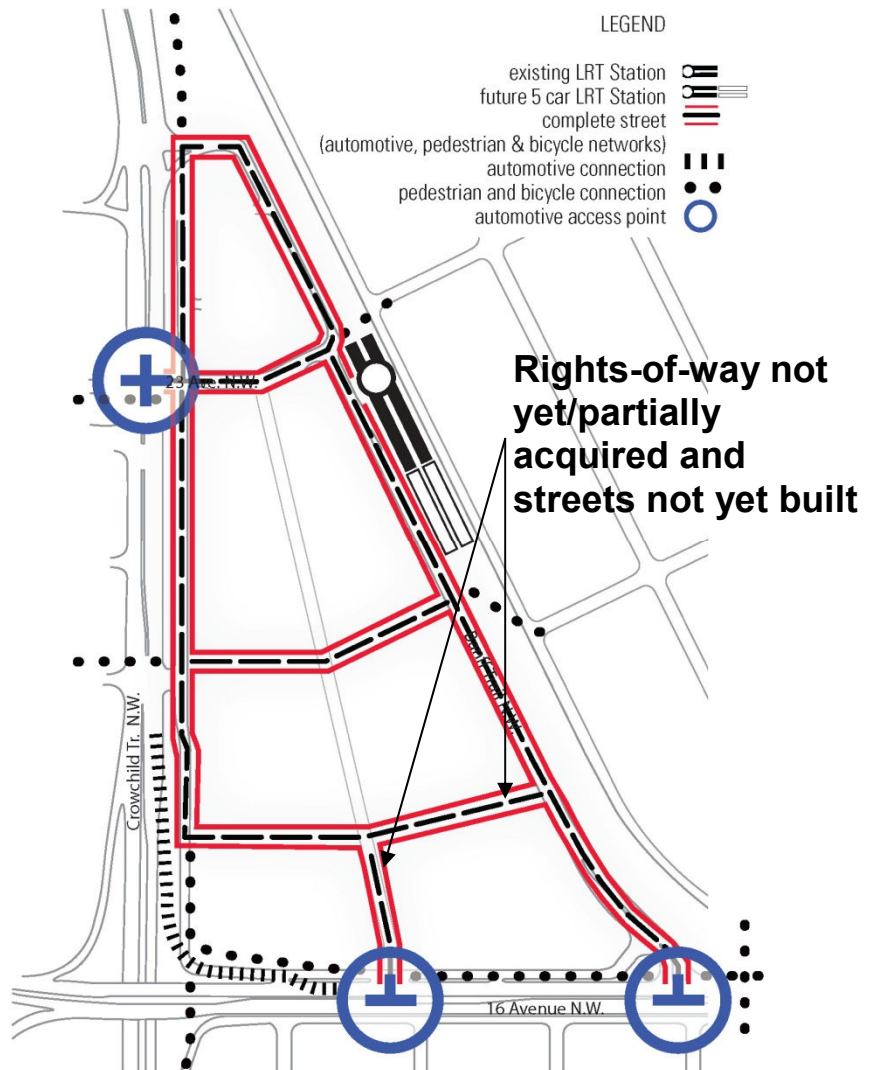 LEGEND
existing LRT Station
future 5 car LRT Station
complete street
(automotive, pedestrian & bicycle networks)
automotive connection
pedestrian and bicycle connection
automotive access point
23 Ave. N.W.
Rights-of-way not
yet/partially
acquired and
streets not yet built
Banff Trail N.W.
Crowchild Tr. N.W.
16 Avenue N.W.